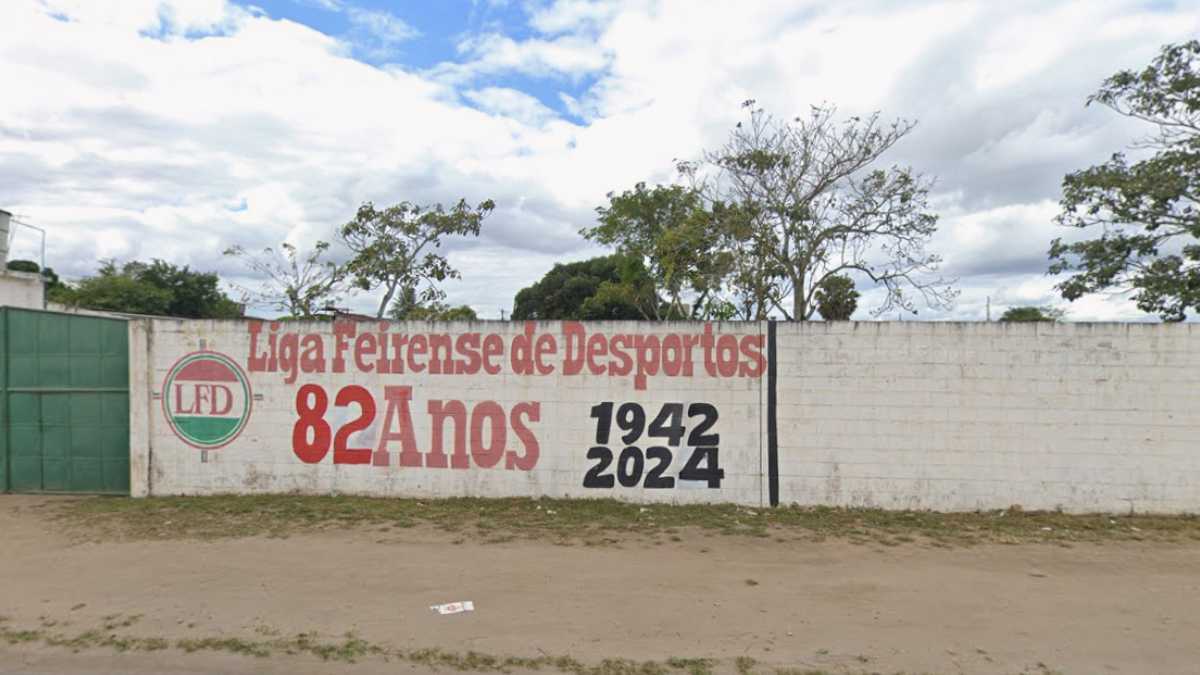 Liga Feirense de Desportos
LFD
82 Anos
1942
2024